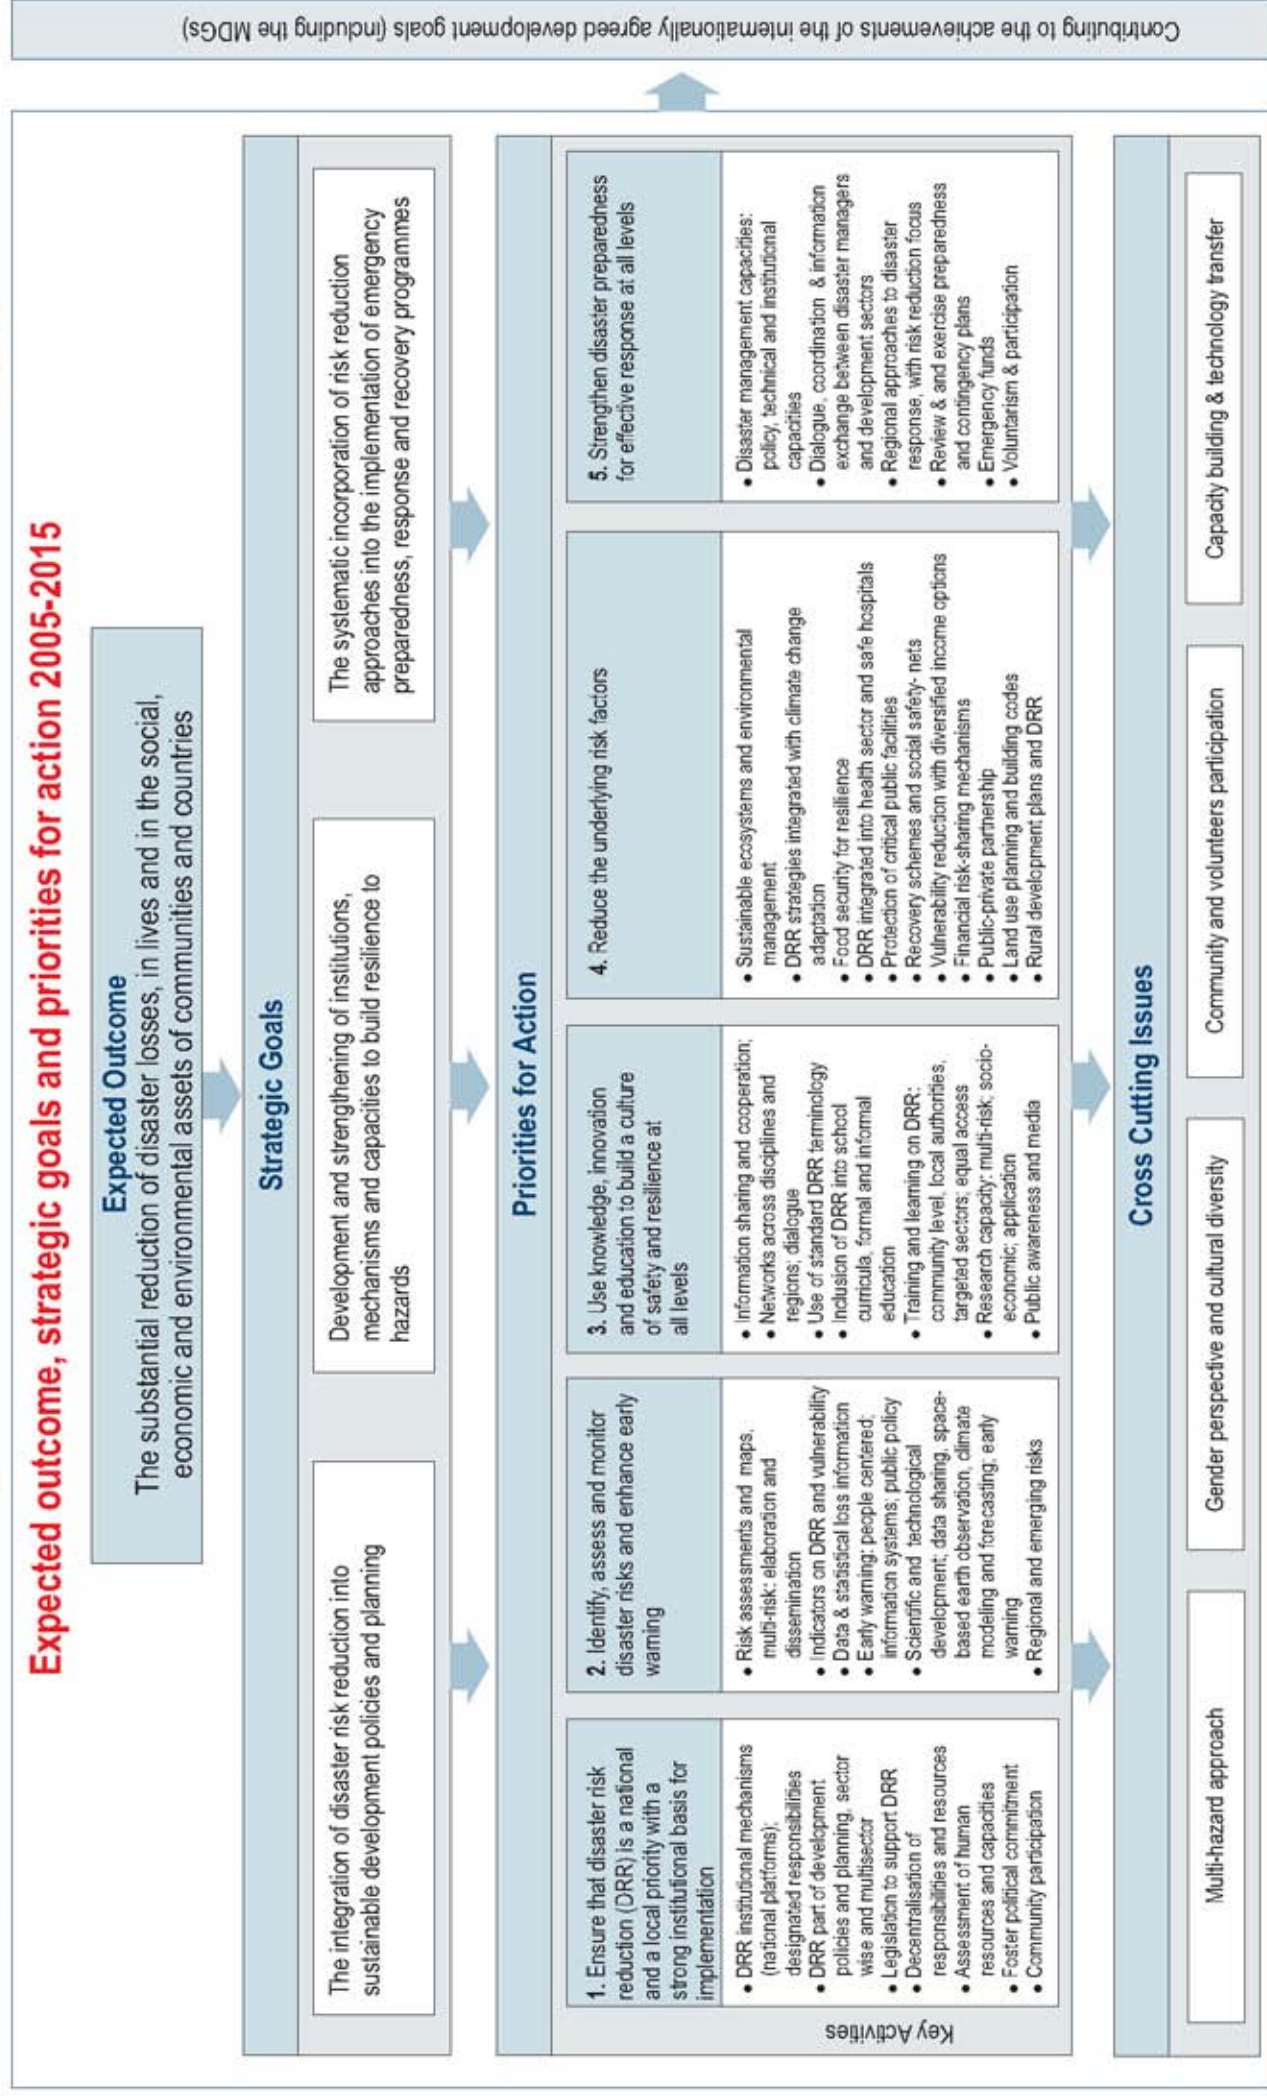 Expected outcome, strategic goals and priorities for action 2005-2015
Expected Outcome
The substantial reduction of disaster losses, in lives and in the social,
economic and environmental assets of communities and countries
Strategic Goals
The integration of disaster risk reduction into
sustainable development policies and planning
Development and strengthening of institutions,
mechanisms and capacities to build resilience to
hazards
The systematic incorporation of risk reduction
approaches into the implementation of emergency
preparedness, response and recovery programmes
Priorities for Action
Key Activities
1. Ensure that disaster risk
reduction (DRR) is a national
and a local priority with a
strong institutional basis for
implementation
• DRR institutional mechanisms
(national platforms);
designated responsibilities
• DRR part of development
policies and planning, sector
wise and multisector
• Legislation to support DRR
• Decentralisation of
responsibilities and resources
• Assessment of human
resources and capacities
• Foster political commitment
• Community participation
2. Identify, assess and monitor
disaster risks and enhance early
warning
• Risk assessments and maps,
multi-risk: elaboration and
dissemination
• Indicators on DRR and vulnerability
• Data & statistical loss information
• Early warning: people centered;
information systems; public policy
• Scientific and technological
development; data sharing, space-
based earth observation, climate
modeling and forecasting; early
warning
• Regional and emerging risks
3. Use knowledge, innovation
and education to build a culture
of safety and resilience at
all levels
• Information sharing and cooperation;
• Networks across disciplines and
regions; dialogue
• Use of standard DRR terminology
• Inclusion of DRR into school
curricula, formal and informal
education
• Training and learning on DRR:
community level, local authorities,
targeted sectors; equal access
• Research capacity: multi-risk; socio-
economic; application
• Public awareness and media
4. Reduce the underlying risk factors
• Sustainable ecosystems and environmental
management
• DRR strategies integrated with climate change
adaptation
• Food security for resilience
• DRR integrated into health sector and safe hospitals
• Protection of critical public facilities
• Recovery schemes and social safety- nets
• Vulnerability reduction with diversified income options
• Financial risk-sharing mechanisms
• Public-private partnership
• Land use planning and building codes
• Rural development plans and DRR
5. Strengthen disaster preparedness
for effective response at all levels
• Disaster management capacities:
policy, technical and institutional
capacities
• Dialogue, coordination & information
exchange between disaster managers
and development sectors
• Regional approaches to disaster
response, with risk reduction focus
• Review & and exercise preparedness
and contingency plans
• Emergency funds
• Voluntarism & participation
Cross Cutting Issues
Multi-hazard approach
Gender perspective and cultural diversity
Community and volunteers participation
Capacity building & technology transfer
Contributing to the achievements of the internationally agreed development goals (including the MDGs)